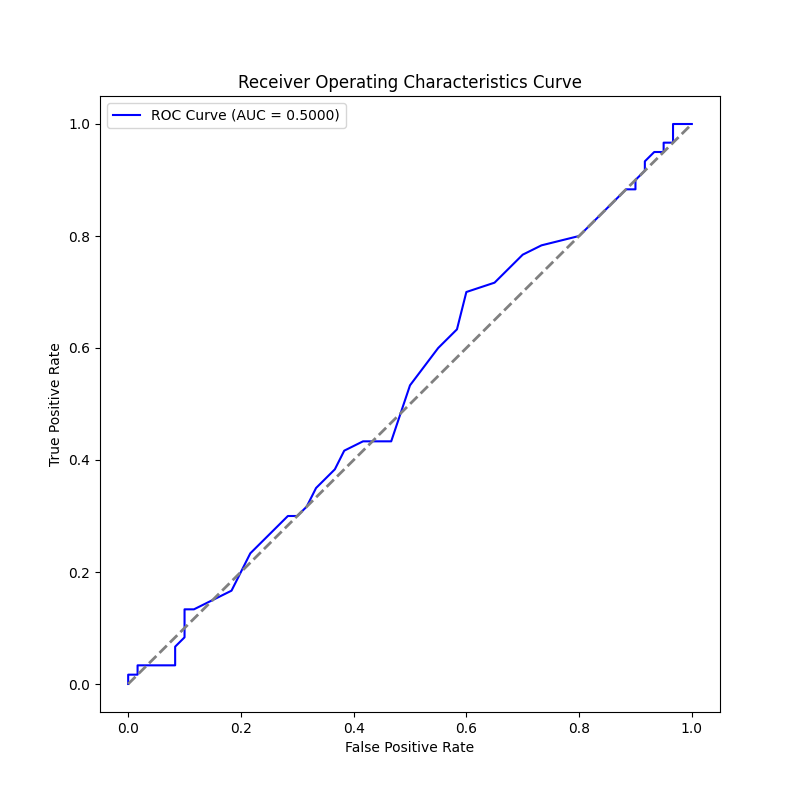 Receiver Operating Characteristics Curve
ROC Curve (AUC = 0.5000)
1.0
0.8
0.6
0.4
0.2
0.0
True Positive Rate
0.0 0.2 0.4 0.6 0.8 1.0
False Positive Rate